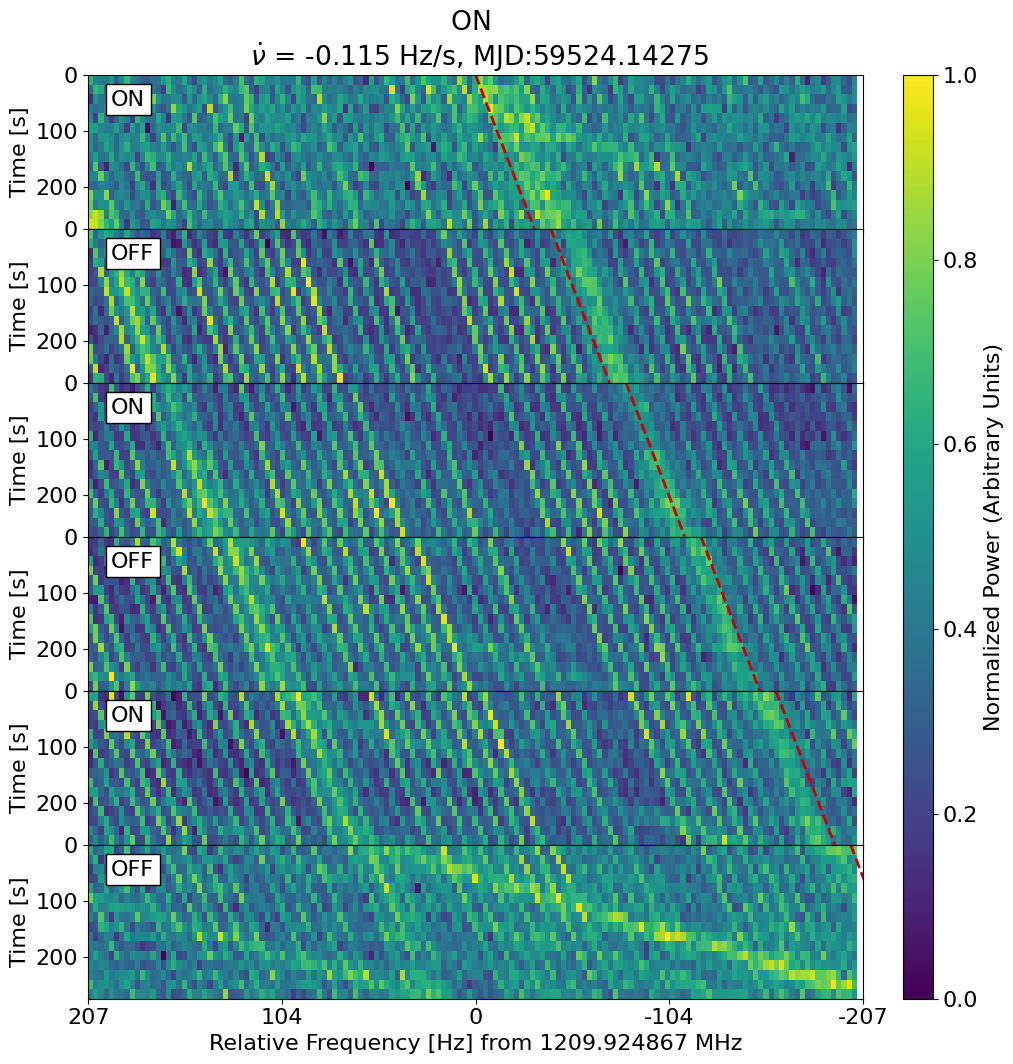 ON
ν̇ = -0.115 Hz/s, MJD:59524.14275
0
100
200
Time [s]
ON
0
100
200
Time [s]
OFF
0
100
200
Time [s]
ON
0
100
200
Time [s]
OFF
0
100
200
Time [s]
ON
0
100
200
Time [s]
OFF
207
104
0
-104
-207
Relative Frequency [Hz] from 1209.924867 MHz
1.0
0.8
0.6
0.4
0.2
0.0
Normalized Power (Arbitrary Units)